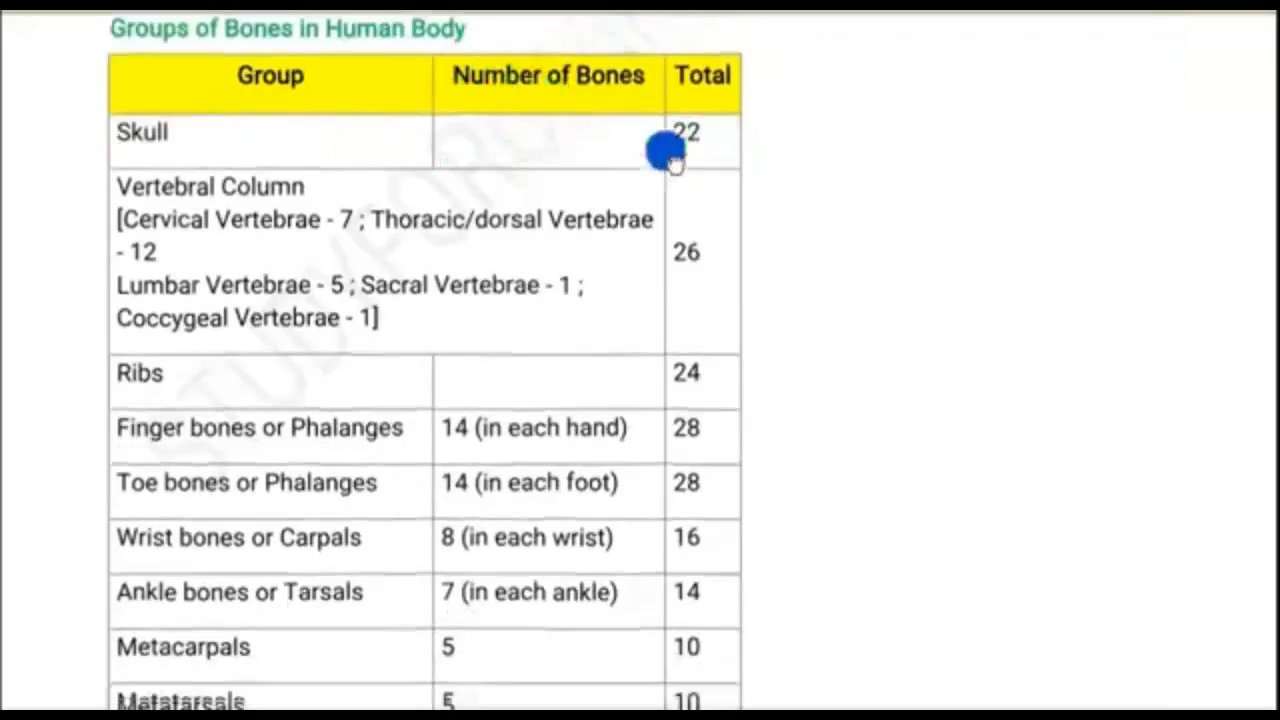 Groups of Bones in Human Body
Group Number of Bones Total
Skull 22
Vertebral Column
[Cervical Vertebrae - 7 ; Thoracic/dorsal Vertebrae
- 12
26
Lumbar Vertebrae - 5 ; Sacral Vertebrae - 1 ;
Coccygeal Vertebrae - 1]
Ribs 24
Finger bones or Phalanges 14 (in each hand) 28
Toe bones or Phalanges 14 (in each foot) 28
Wrist bones or Carpals 8 (in each wrist) 16
Ankle bones or Tarsals 7 (in each ankle) 14
Metacarpals 5 10
Metatarsals 5 10